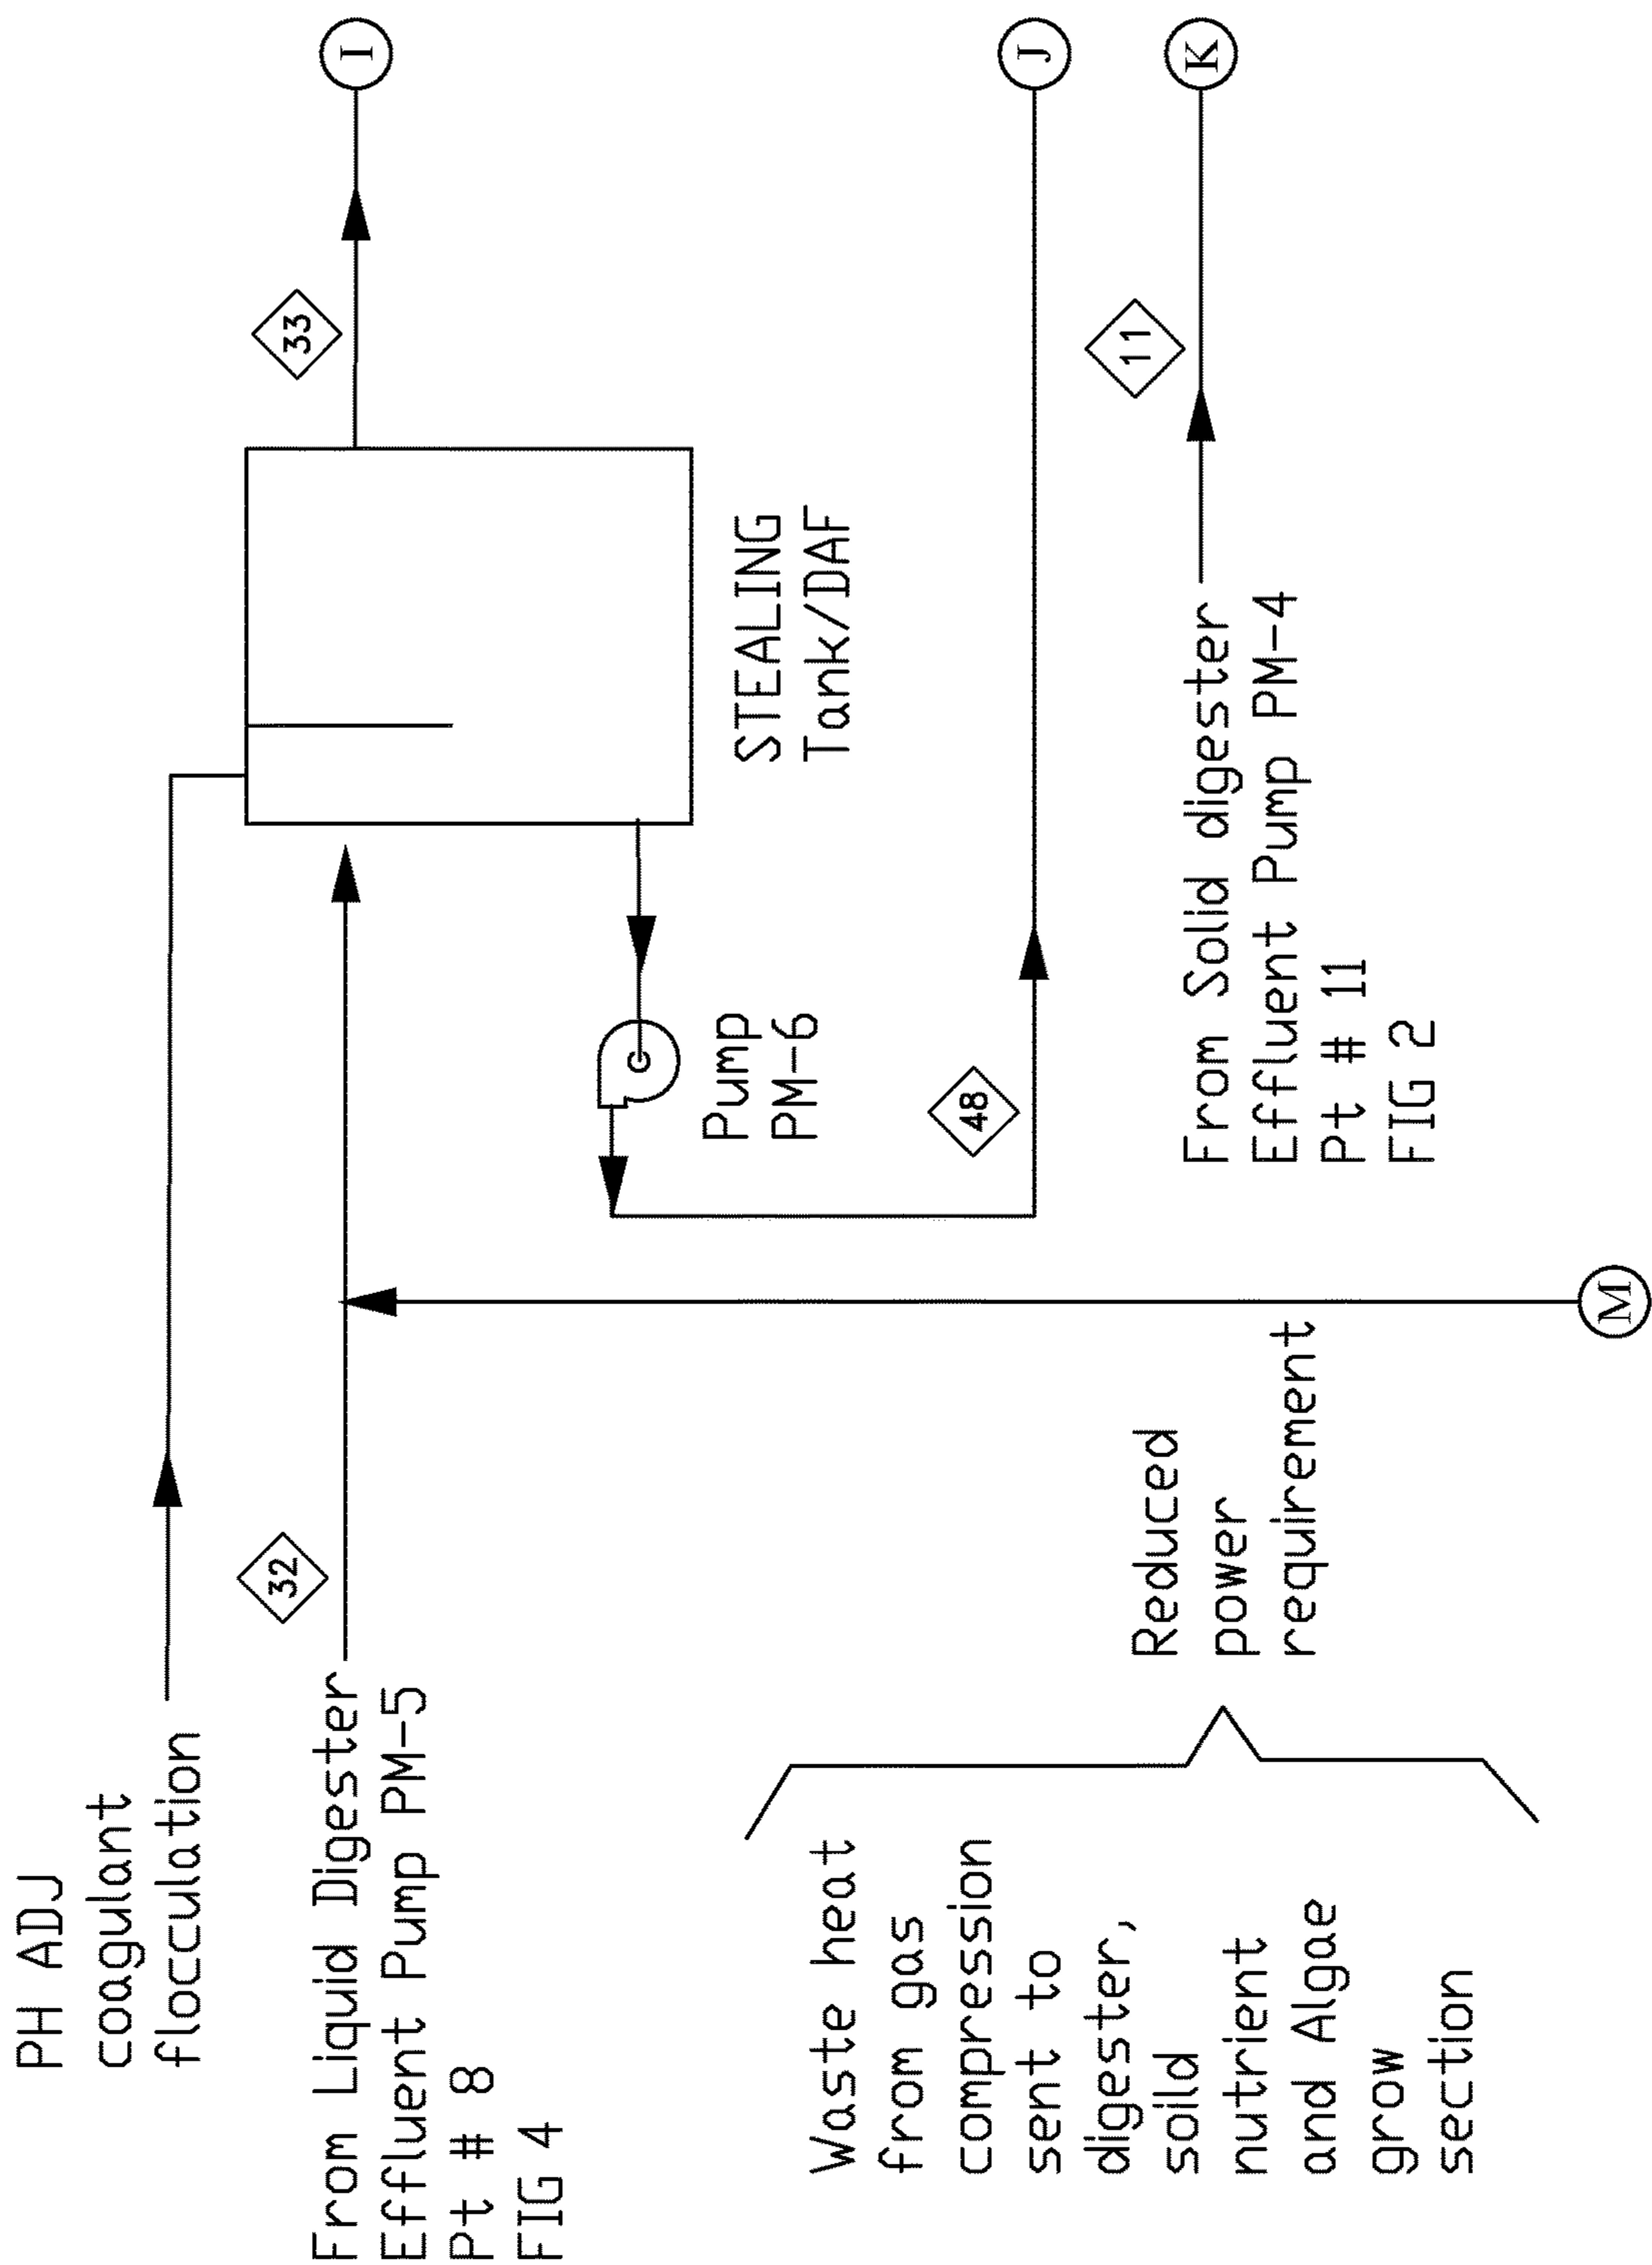 PH ADJ
coagulant
flocculation
32
From Liquid Digester
Effluent Pump PM-5
Pt # 8
FIG 4
33
I
STEALING
Tank/DAF
Pump
PM-6
48
J
11
K
From Solid digester
Effluent Pump PM-4
Pt # 11
FIG 2
M
Waste heat
from gas
compression
sent to
digester,
soild
nutrient
and Algae
grow
section
Reduced
power
requirement